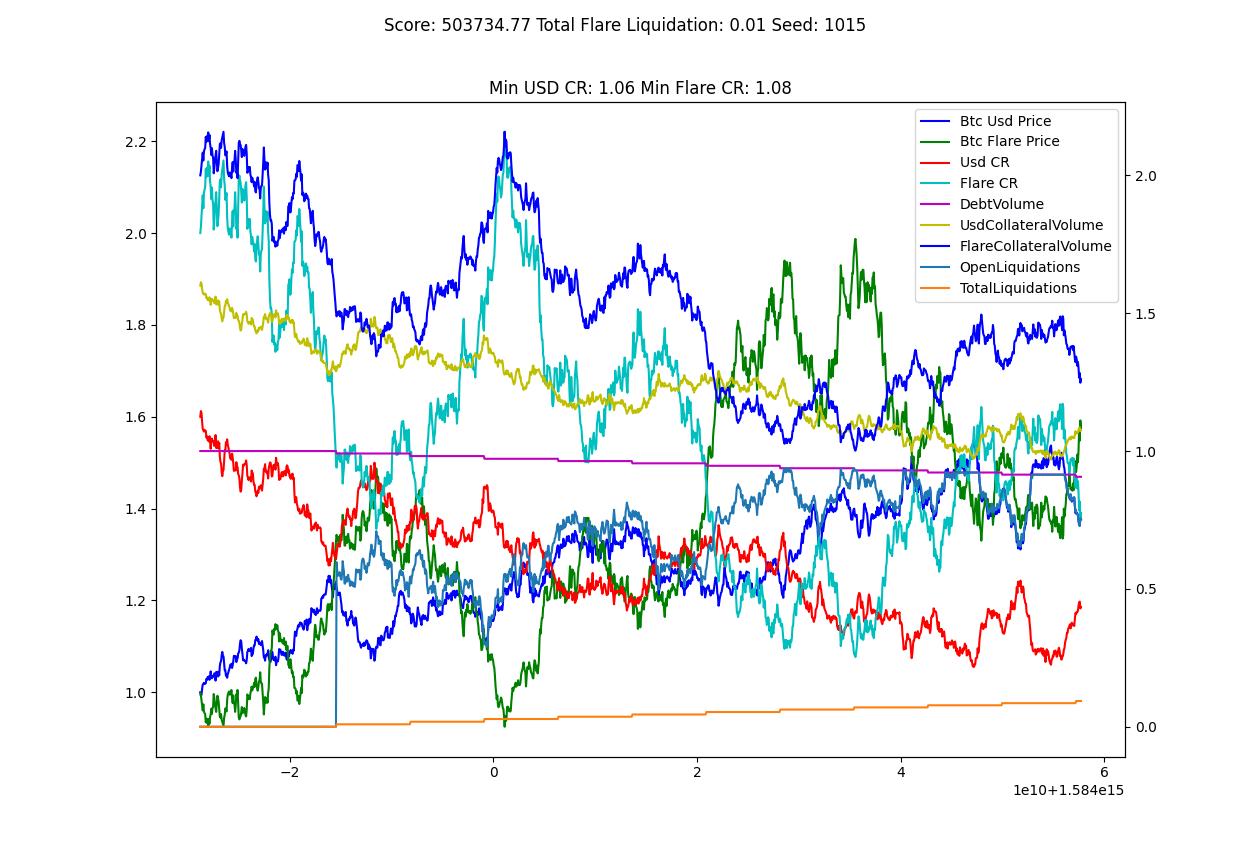 Score: 503734.77 Total Flare Liquidation: 0.01 Seed: 1015
Min USD CR: 1.06 Min Flare CR: 1.08
Btc Usd Price
Btc Flare Price
Usd CR
Flare CR
DebtVolume
UsdCollateralVolume
FlareCollateralVolume
OpenLiquidations
TotalLiquidations
2.2
2.0
1.8
1.6
1.4
1.2
1.0
2.0
1.5
1.0
0.5
0.0
−2 0 2 4 6
1e10+1.584e15